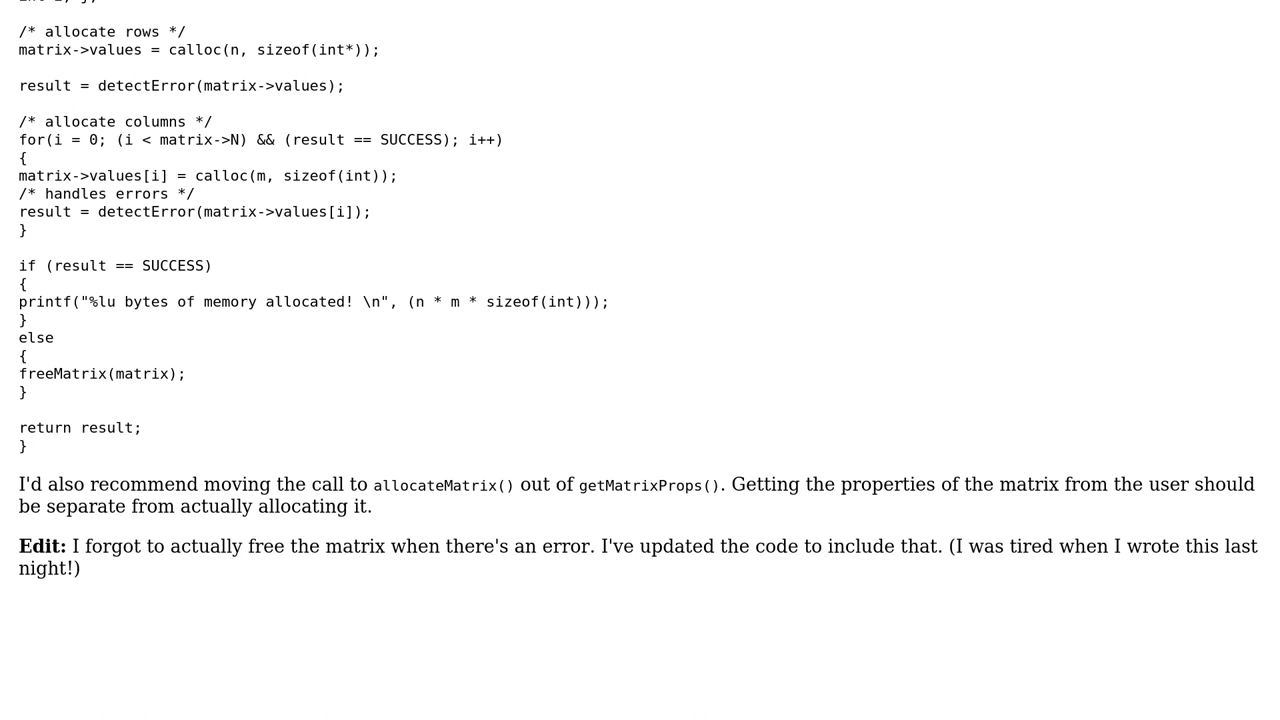 int i, j;
/* allocate rows */
matrix->values = calloc(n, sizeof(int*));
result = detectError(matrix->values);
/* allocate columns */
for(i = 0; (i < matrix->N) && (result == SUCCESS); i++)
{
matrix->values[i] = calloc(m, sizeof(int));
/* handles errors */
result = detectError(matrix->values[i]);
}
if (result == SUCCESS)
{
printf("%lu bytes of memory allocated! \n", (n * m * sizeof(int)));
}
else
{
freeMatrix(matrix);
}
return result;
}
I'd also recommend moving the call to allocateMatrix() out of getMatrixProps(). Getting the properties of the matrix from the user should
be separate from actually allocating it.
Edit: I forgot to actually free the matrix when there's an error. I've updated the code to include that. (I was tired when I wrote this last
night!)